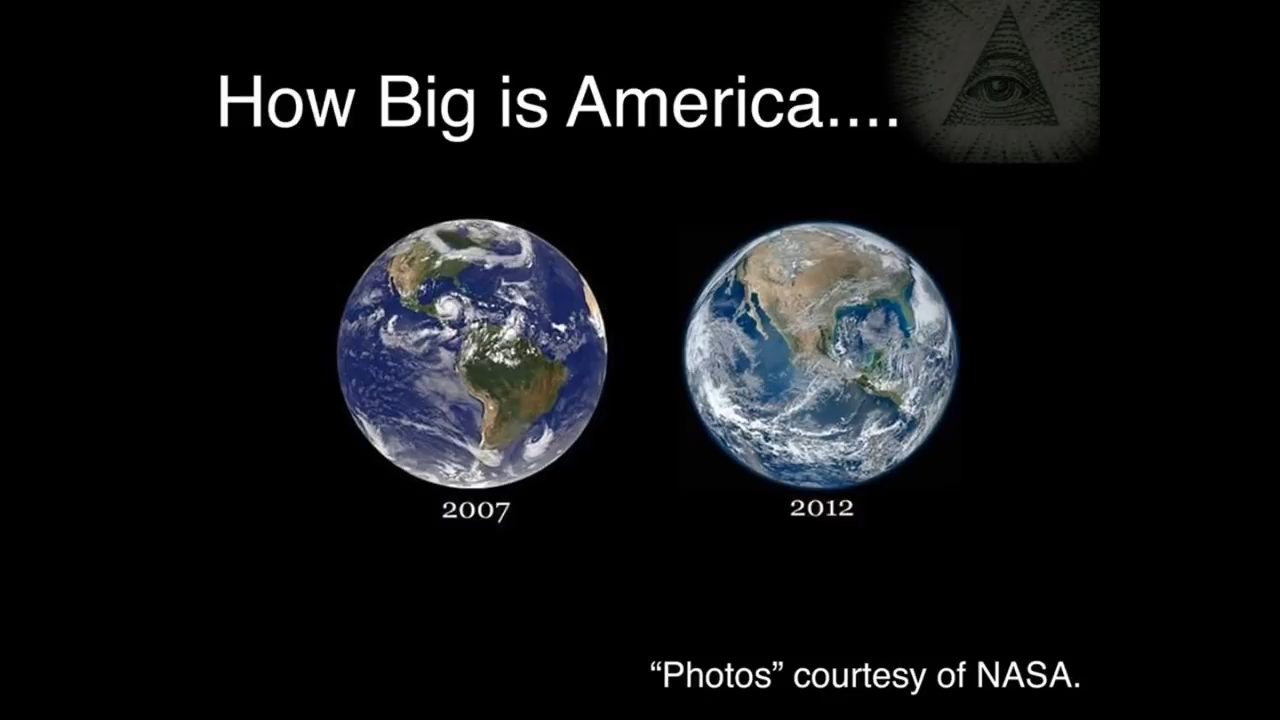 How Big is America....
2007
2012
“Photos” courtesy of NASA.